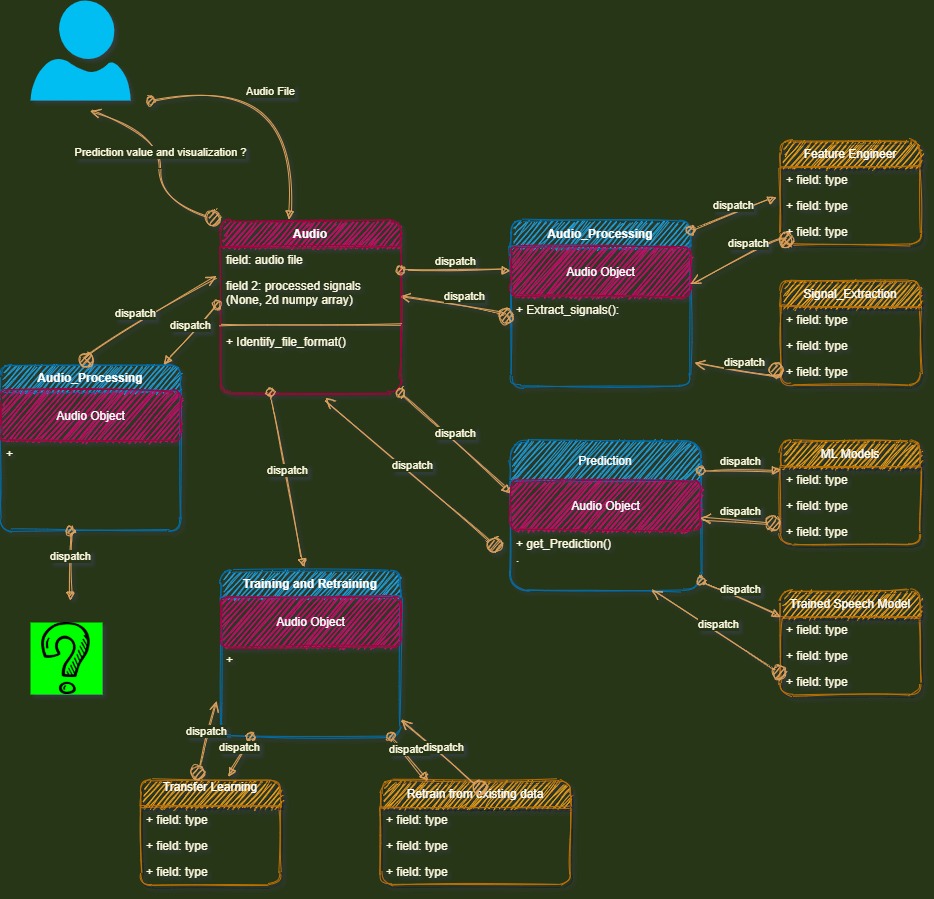 Audio File
Prediction value and visualization ?
Audio
field: audio file
field 2: processed signals
(None, 2d numpy array)
+ Identify_file_format()
dispatch
dispatch
dispatch
dispatch
Audio_Processing
Audio Object
+ Extract_signals():
dispatch
dispatch
dispatch
Feature Engineer
+ field: type
+ field: type
+ field: type
Signal_Extraction
+ field: type
+ field: type
+ field: type
Audio_Processing
Audio Object
+
dispatch
dispatch
dispatch
dispatch
Prediction
Audio Object
+ get_Prediction()
-
dispatch
dispatch
dispatch
dispatch
ML Models
+ field: type
+ field: type
+ field: type
Trained Speech Model
+ field: type
+ field: type
+ field: type
Training and Retraining
Audio Object
+
dispatch
dispatch
dispatch
dispatch
Transfer Learning
+ field: type
+ field: type
+ field: type
Retrain from existing data
+ field: type
+ field: type
+ field: type
?